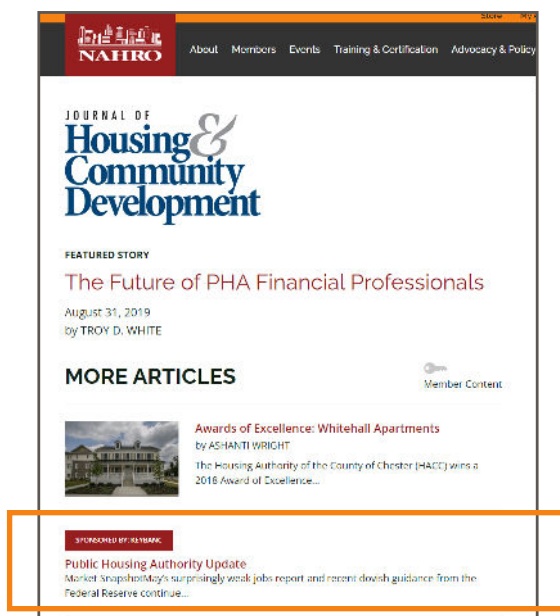 Store My
NAHRO
About Members Events Training & Certification Advocacy & Policy
JOURNAL OF
Housing &
Community
Development
FEATURED STORY
The Future of PHA Financial Professionals
August 31, 2019
by TROY D. WHITE
MORE ARTICLES
Member Content
Awards of Excellence: Whitehall Apartments
by ASHANTI WRIGHT
The Housing Authority of the County of Chester (HACC) wins a
2018 Award of Excellence...
SPONSORED BY: KEYBANC
Public Housing Authority Update
Market SnapshotMay's surprisingly weak jobs report and recent dovish guidance from the
Federal Reserve continue...